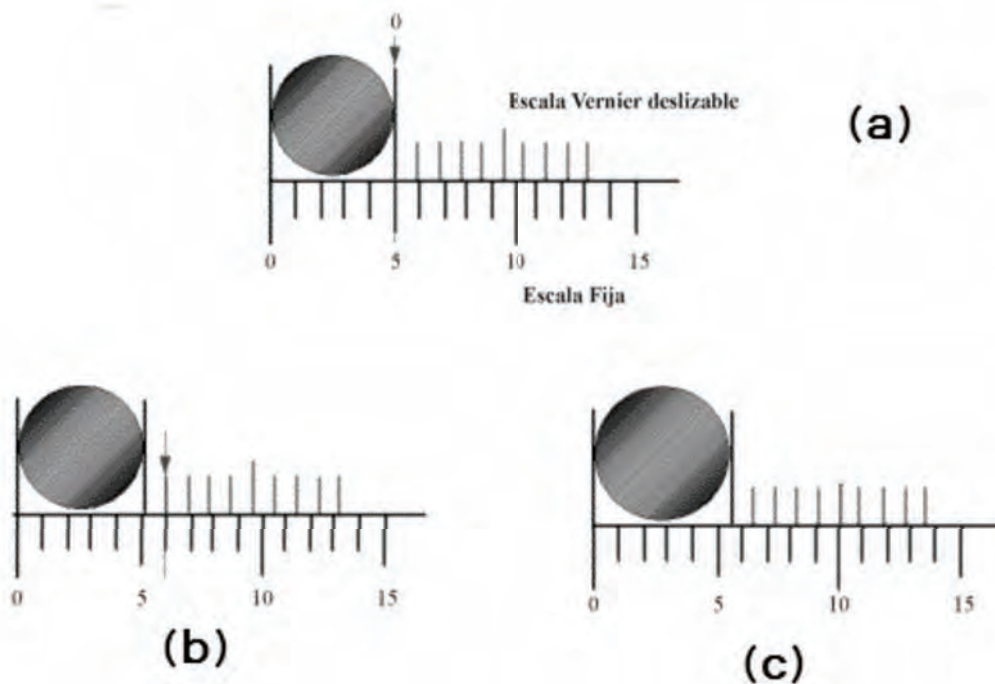 0
Escala Vernier deslizable
(a)
0 5 10 15
Escala Fija
0 5 10 15
(b)
0 5 10 15
(c)